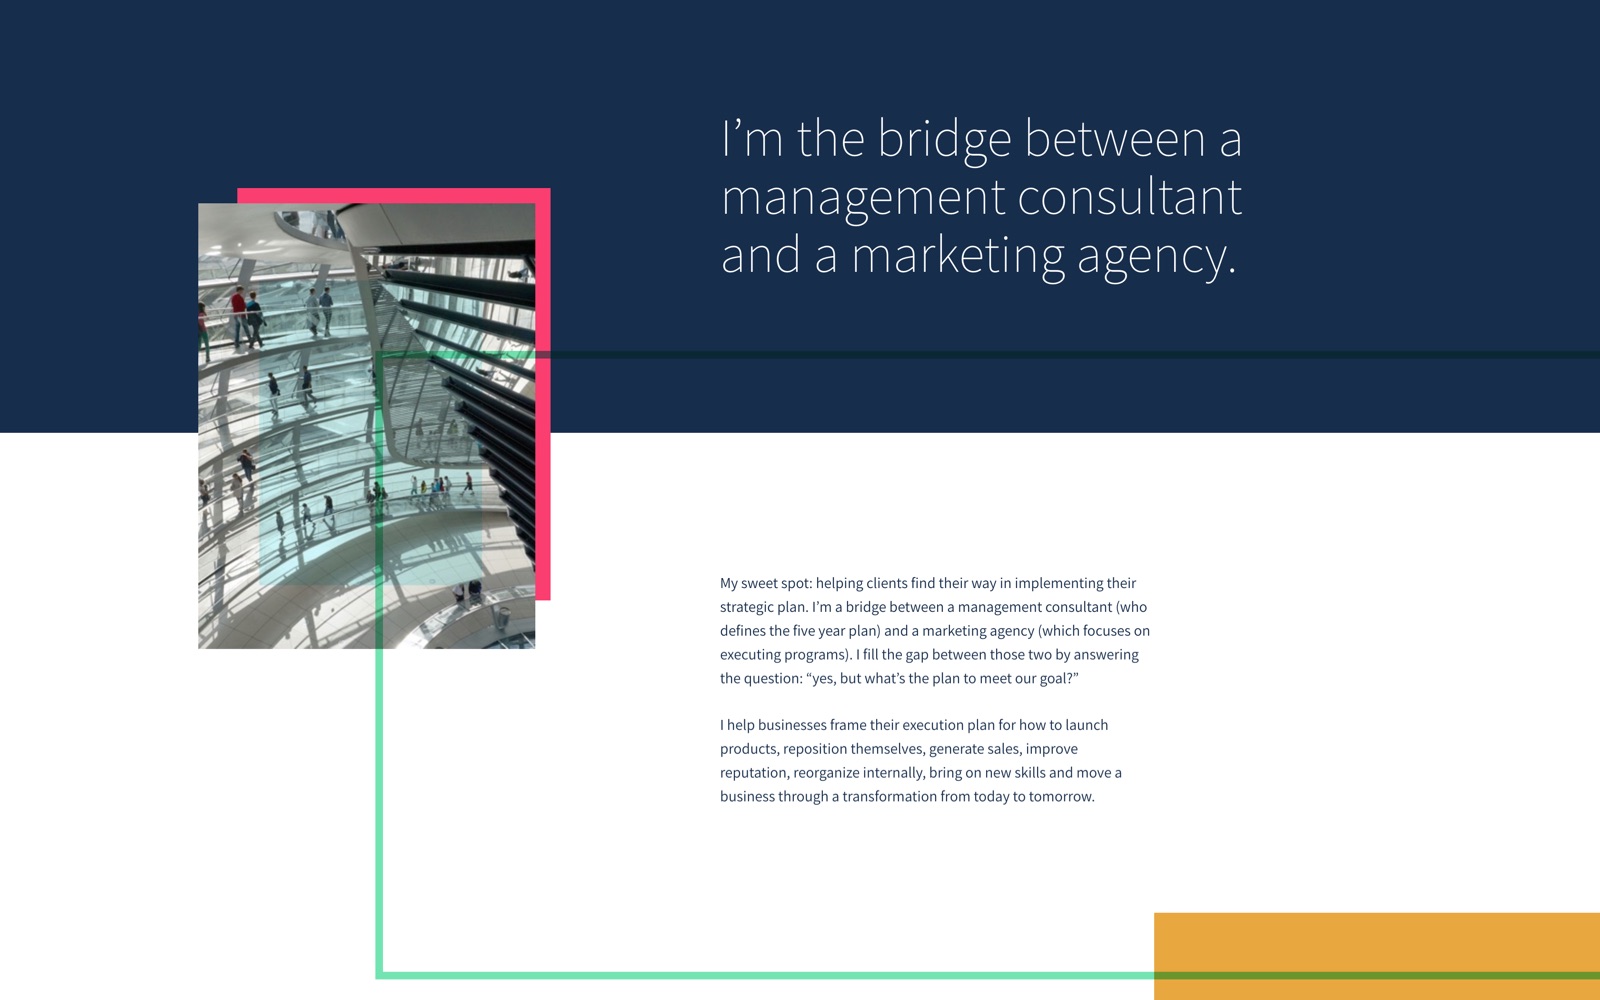 I’m the bridge between a
management consultant
and a marketing agency.
My sweet spot: helping clients find their way in implementing their
strategic plan. I’m a bridge between a management consultant (who
defines the five year plan) and a marketing agency (which focuses on
executing programs). I fill the gap between those two by answering
the question: “yes, but what’s the plan to meet our goal?”
I help businesses frame their execution plan for how to launch
products, reposition themselves, generate sales, improve
reputation, reorganize internally, bring on new skills and move a
business through a transformation from today to tomorrow.